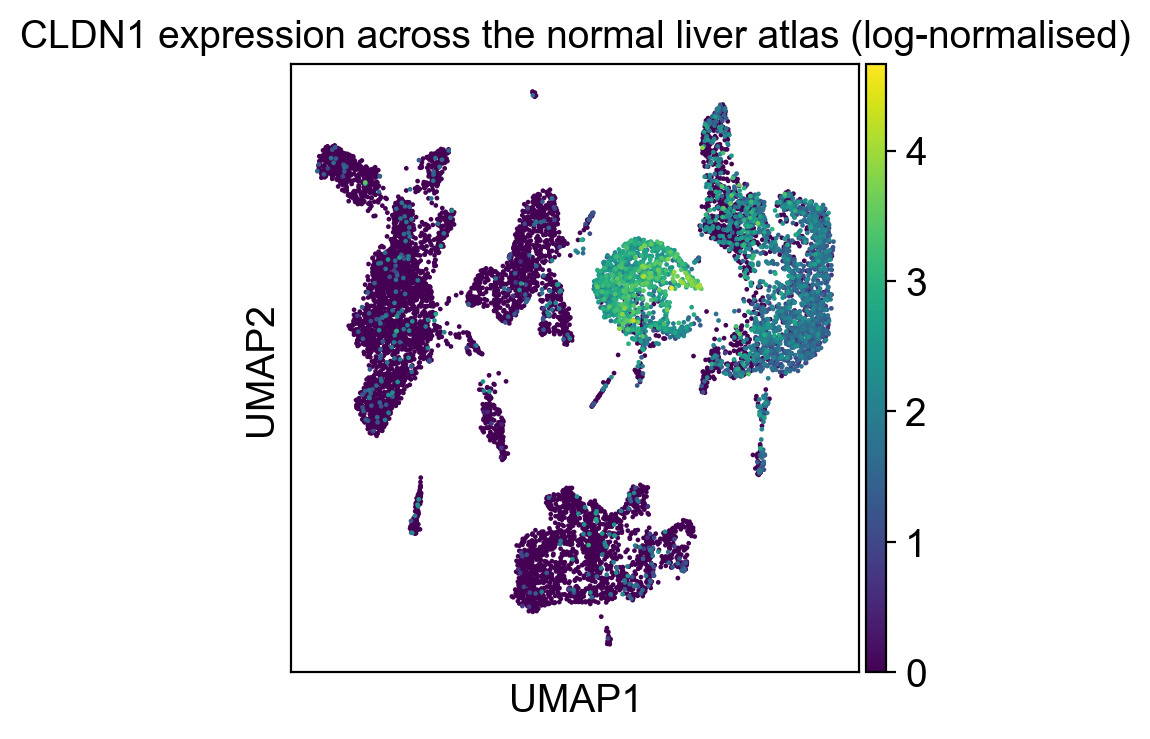 CLDN1 expression across the normal liver atlas (log-normalised)
4
3
2
1
0
UMAP2
UMAP1